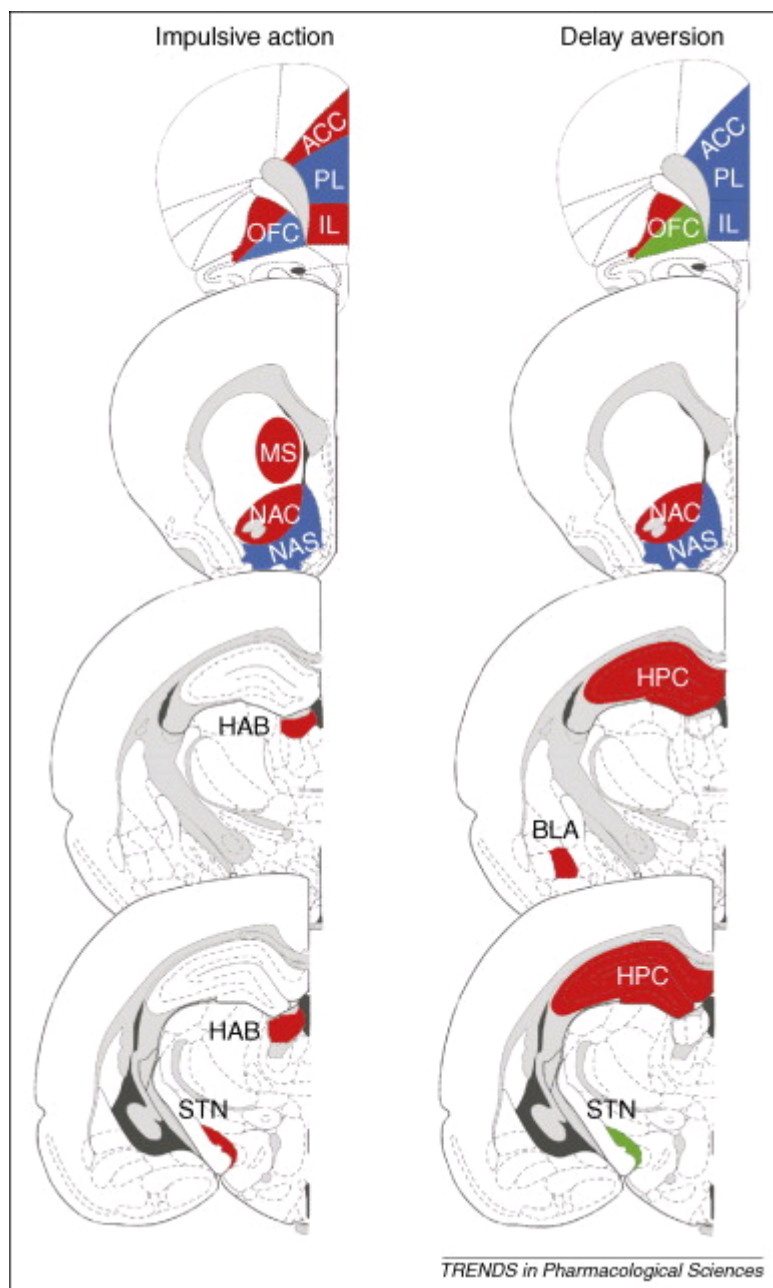 Impulsive action
Delay aversion
ACC
PL
IL
OFC
ACC
PL
IL
OFC
MS
NAC
NAS
NAC
NAS
HAB
HPC
BLA
HAB
STN
HPC
STN
TRENDS in Pharmacological Sciences